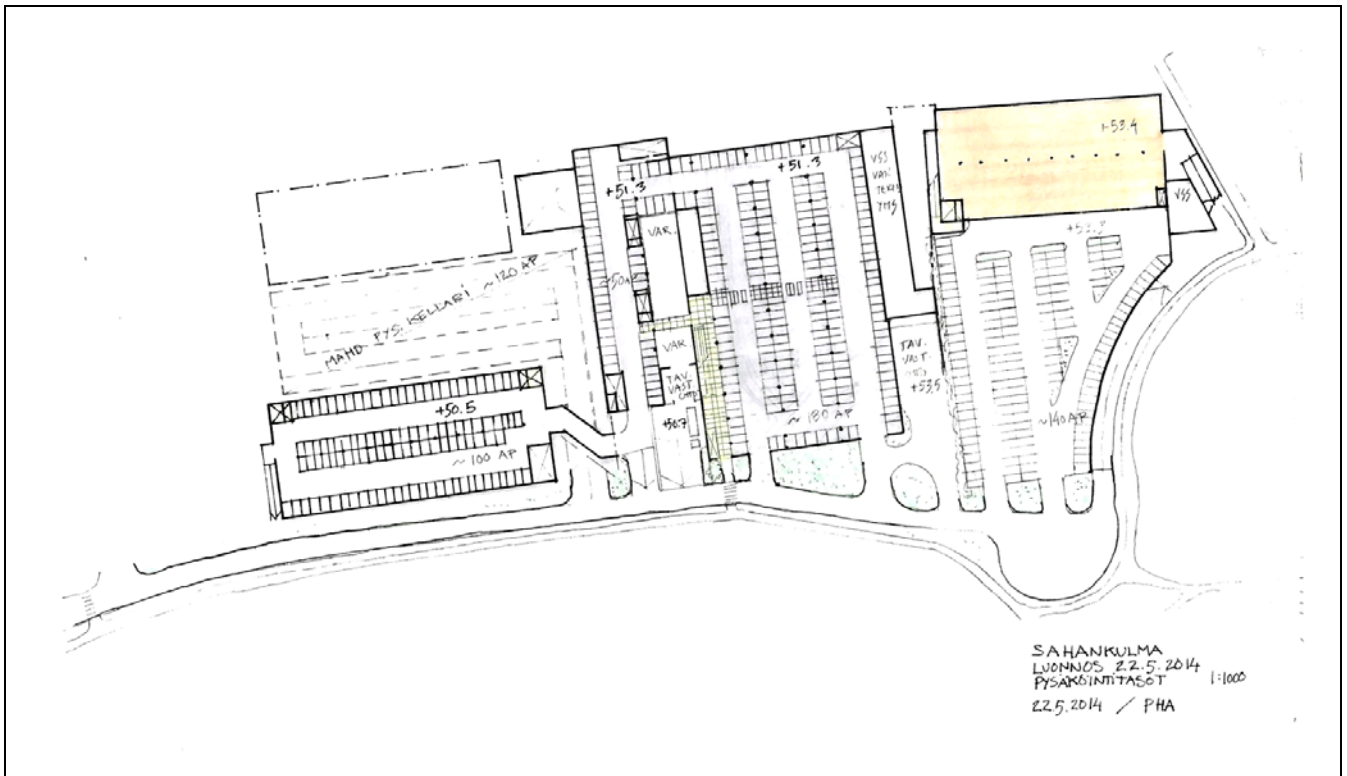 +53.4
+51.3
+51.3
VSS
VSS
VAR.
MAHD PYS. KELLARI ~120 AP
VAR
TAV.
VAST.
TAV.
VAST.
+53.5
+50.5
+50.7
~100 AP
~180 AP
~140 AP
SAHANKULMA
LUONNOS 22.5.2014
PYSÄKÖINTITASOT 1:1000
22.5.2014 / PHA